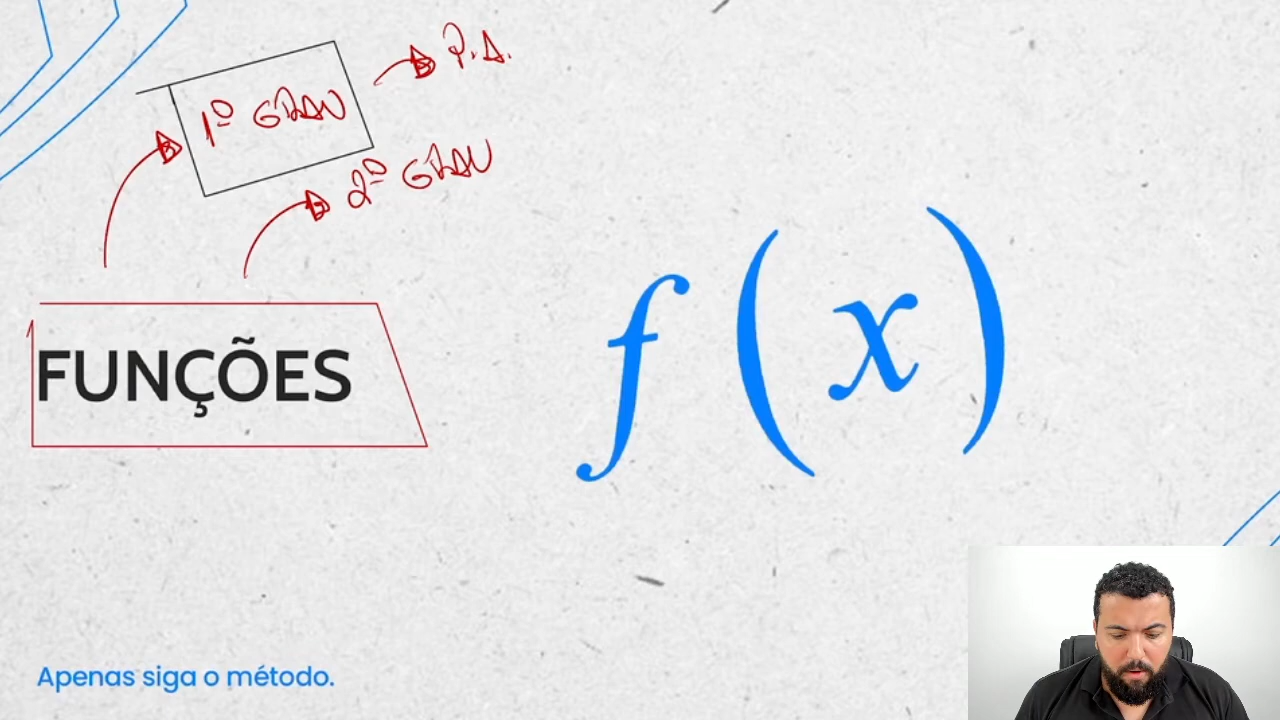 P.A.
1º GRAU
2º GRAU
FUNÇÕES
f(x)
Apenas siga o método.